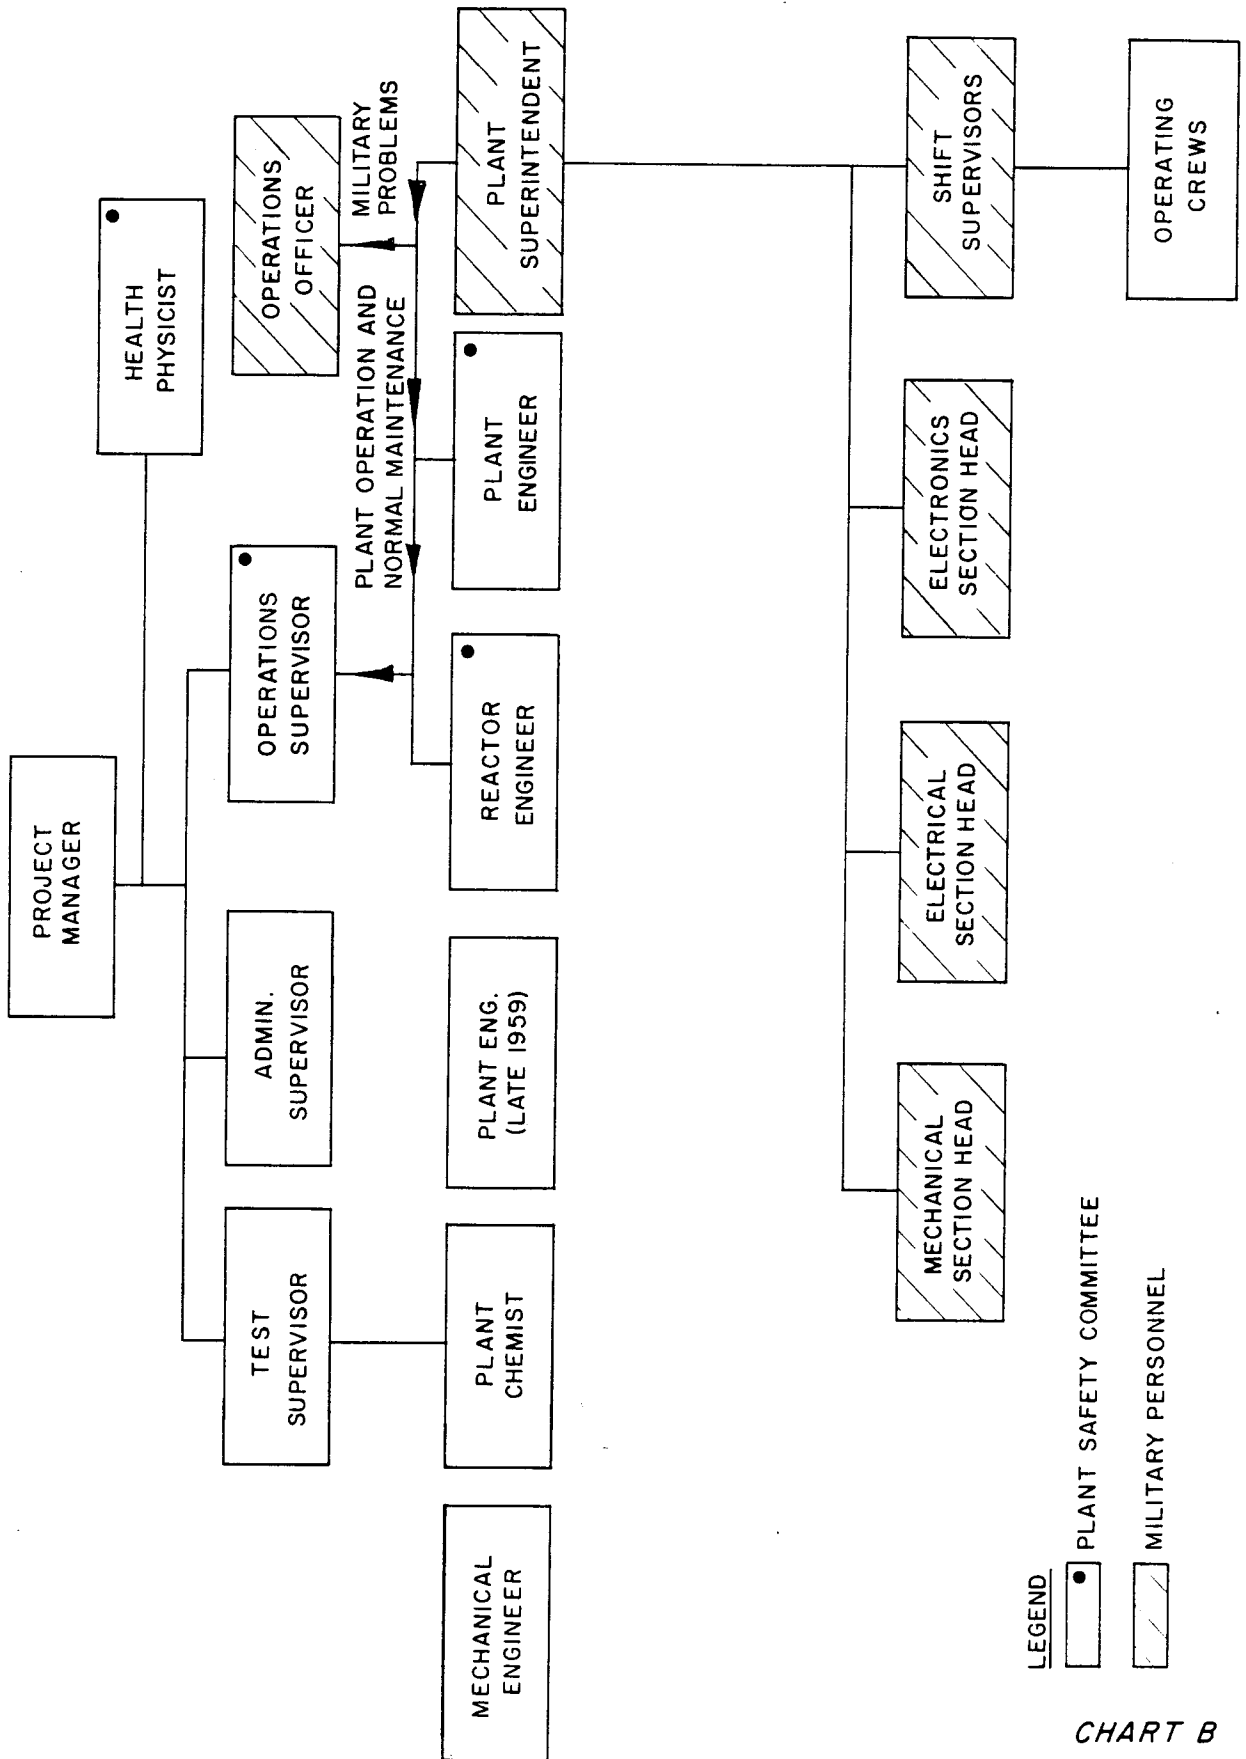 PROJECT
MANAGER
HEALTH
PHYSICIST
TEST
SUPERVISOR
ADMIN.
SUPERVISOR
OPERATIONS
SUPERVISOR
OPERATIONS
OFFICER
PLANT OPERATION AND
NORMAL MAINTENANCE
MILITARY
PROBLEMS
MECHANICAL
ENGINEER
PLANT
CHEMIST
PLANT ENG.
(LATE 1959)
REACTOR
ENGINEER
PLANT
ENGINEER
PLANT
SUPERINTENDENT
MECHANICAL
SECTION HEAD
ELECTRICAL
SECTION HEAD
ELECTRONICS
SECTION HEAD
SHIFT
SUPERVISORS
OPERATING
CREWS
LEGEND
PLANT SAFETY COMMITTEE
MILITARY PERSONNEL
CHART B